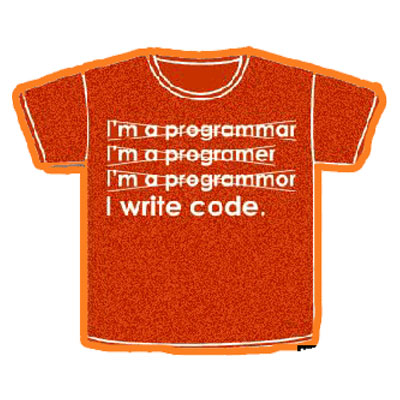 I'm a programmar
I'm a programer
I'm a programmor
I write code.